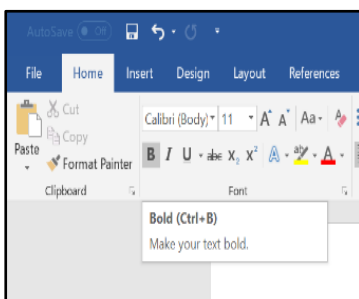 AutoSave Off
File Home Insert Design Layout References
Cut
Calibri (Body) 11 A A Aa
Copy
Paste
Format Painter
B I U abc X₂ X² A ab A
Clipboard Font
Bold (Ctrl+B)
Make your text bold.